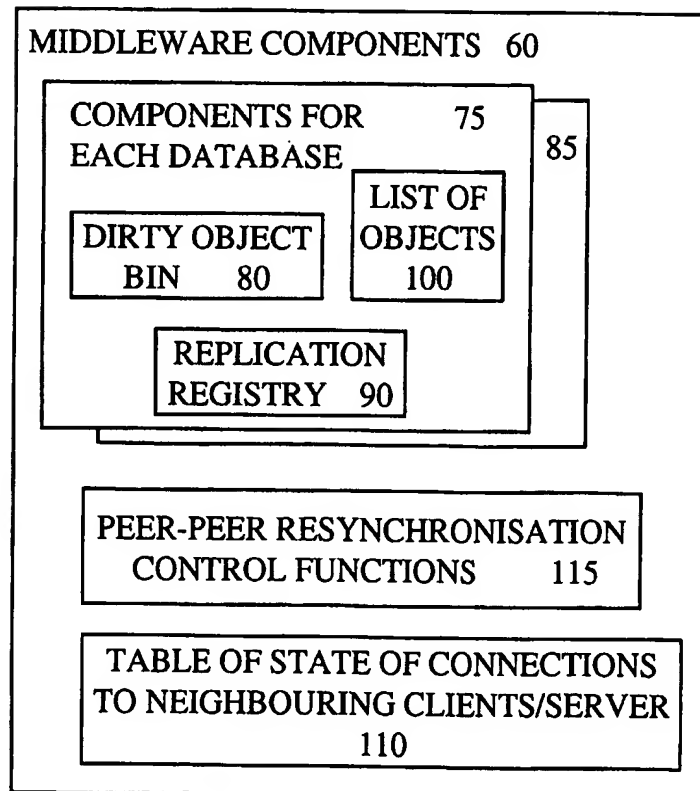 MIDDLEWARE COMPONENTS 60
COMPONENTS FOR 75
EACH DATABASE
85
LIST OF
OBJECTS
100
DIRTY OBJECT
BIN 80
REPLICATION
REGISTRY 90
PEER-PEER RESYNCHRONISATION
CONTROL FUNCTIONS 115
TABLE OF STATE OF CONNECTIONS
TO NEIGHBOURING CLIENTS/SERVER
110